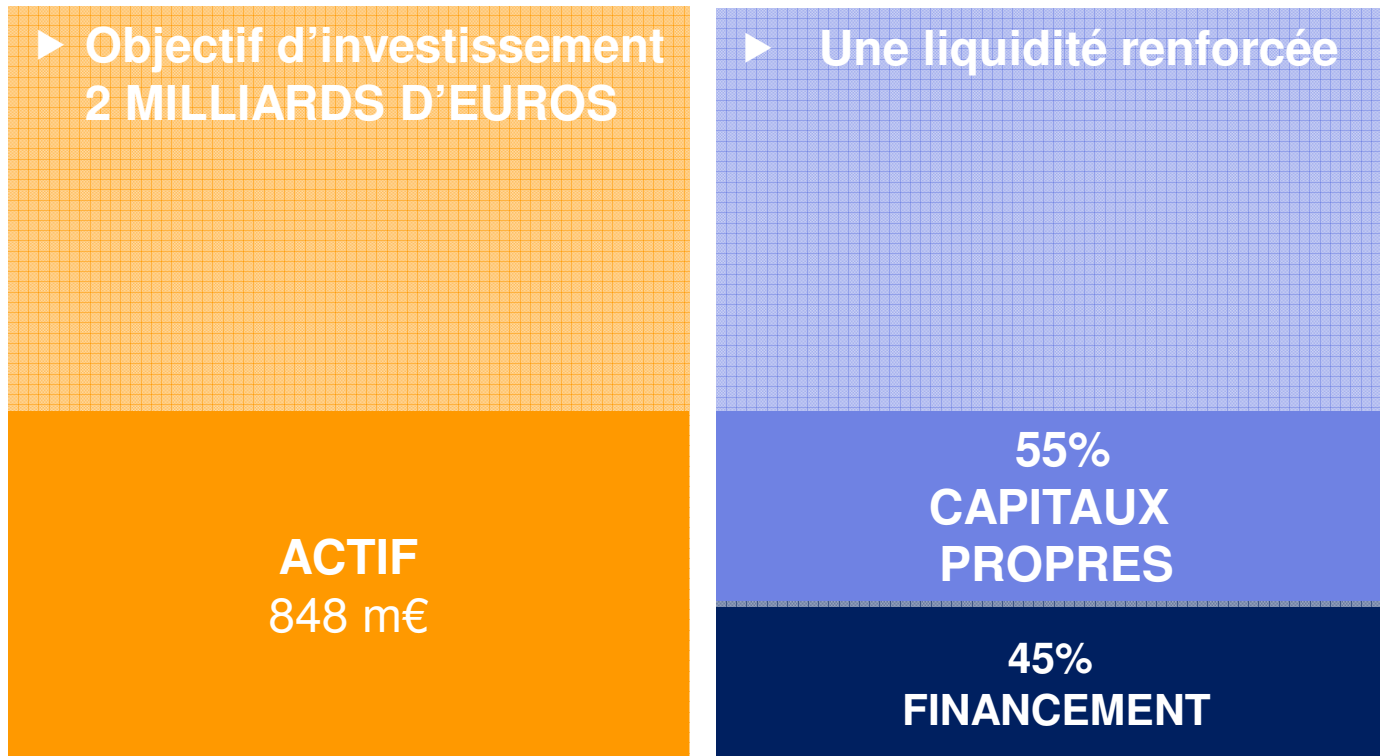 ► Objectif d’investissement
2 MILLIARDS D’EUROS
► Une liquidité renforcée
ACTIF
848 m€
55%
CAPITAUX
PROPRES
45%
FINANCEMENT